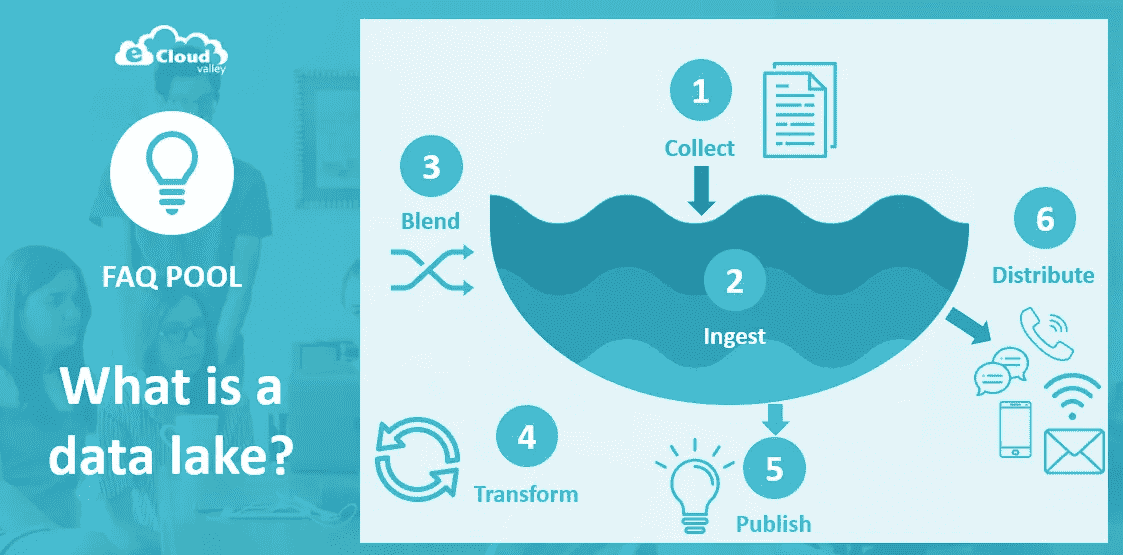 e Cloud
valley
FAQ POOL
What is a
data lake?
1
Collect
2
Ingest
3
Blend
4
Transform
5
Publish
6
Distribute